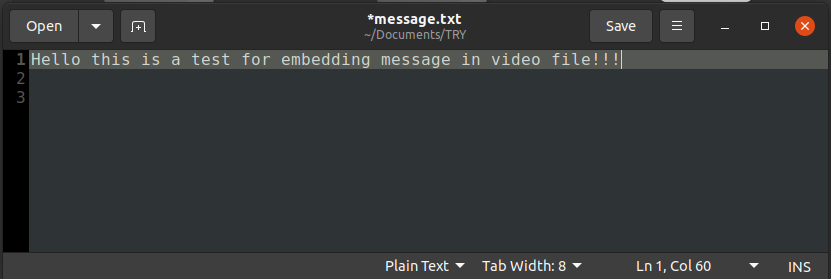 Open
*message.txt
~/Documents/TRY
Save
1 Hello this is a test for embedding message in video file!!!
2
3
Plain Text Tab Width: 8 Ln 1, Col 60 INS